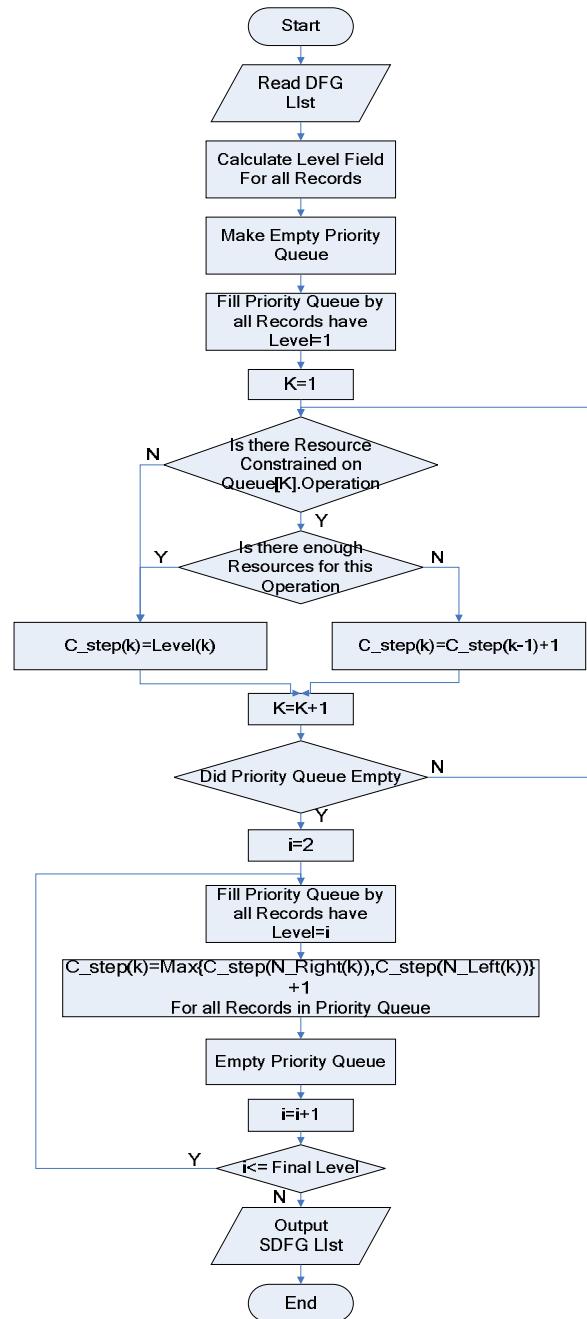 Start
Read DFG
LIst
Calculate Level Field
For all Records
Make Empty Priority
Queue
Fill Priority Queue by
all Records have
Level=1
K=1
Is there Resource
Constrained on
Queue[K].Operation
N
Y
Is there enough
Resources for this
Operation
Y
N
C_step(k)=Level(k)
C_step(k)=C_step(k-1)+1
K=K+1
Did Priority Queue Empty
N
Y
i=2
Fill Priority Queue by
all Records have
Level=i
C_step(k)=Max{C_step(N_Right(k)),C_step(N_Left(k))}
+1
For all Records in Priority Queue
Empty Priority Queue
i=i+1
i<= Final Level
Y
N
Output
SDFG LIst
End